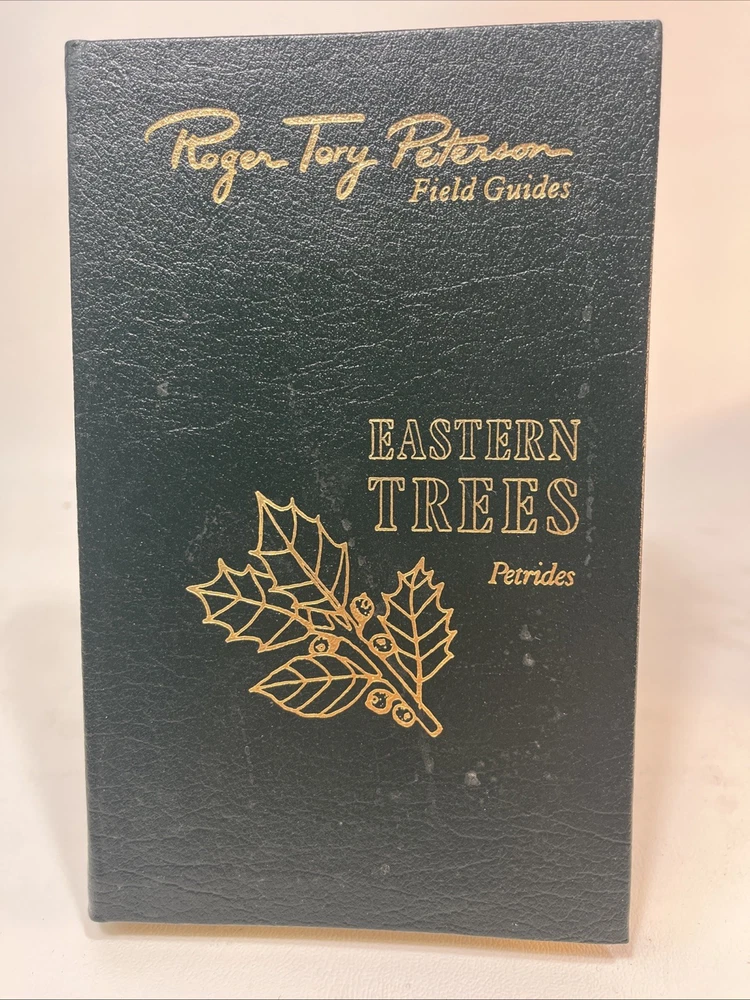 Roger Tory Peterson
Field Guides
EASTERN
TREES
Petrides